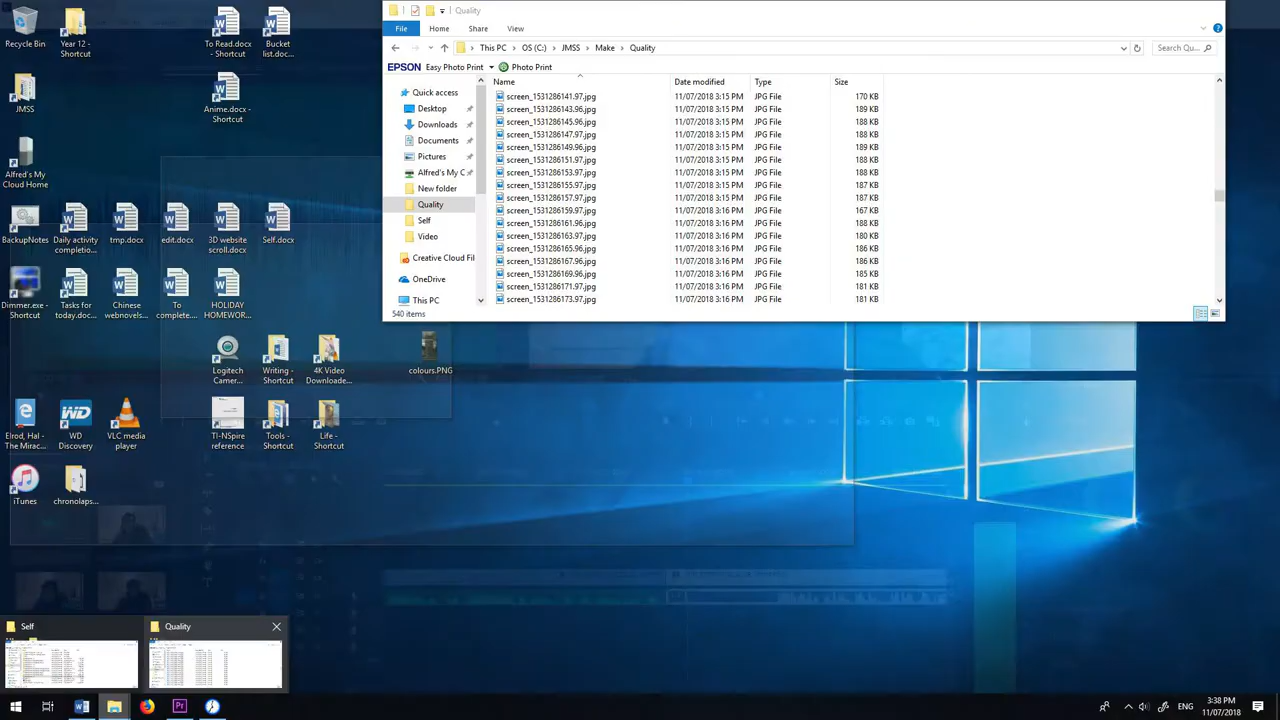 Recycle Bin
Year 12 - Shortcut
To Read.docx - Shortcut
Bucket list.doc...
JMSS
Anime.docx - Shortcut
Alfred's My Cloud Home
BackupNotes
Daily activity completio...
tmp.docx
edit.docx
3D website scroll.docx
Self.docx
Dimmer.exe - Shortcut
Tasks for today.docx...
Chinese webnovels...
To complete....
HOLIDAY HOMEWOR...
Logitech Camer...
Writing - Shortcut
4K Video Downloade...
colours.PNG
Elrod, Hal - The Mirac...
WD Discovery
VLC media player
TI-NSpire reference
Tools - Shortcut
Life - Shortcut
iTunes
chronolaps...
Quality
File Home Share View
This PC > OS (C:) > JMSS > Make > Quality
Search Qu...
EPSON Easy Photo Print Photo Print
Quick access
Desktop
Downloads
Documents
Pictures
Alfred's My C
New folder
Quality
Self
Video
Creative Cloud Fil
OneDrive
This PC
Name Date modified Type Size
screen_1531286141.97.jpg 11/07/2018 3:15 PM JPG File 170 KB
screen_1531286143.96.jpg 11/07/2018 3:15 PM JPG File 189 KB
screen_1531286145.96.jpg 11/07/2018 3:15 PM JPG File 188 KB
screen_1531286147.97.jpg 11/07/2018 3:15 PM JPG File 188 KB
screen_1531286149.96.jpg 11/07/2018 3:15 PM JPG File 189 KB
screen_1531286151.97.jpg 11/07/2018 3:15 PM JPG File 188 KB
screen_1531286153.97.jpg 11/07/2018 3:15 PM JPG File 188 KB
screen_1531286155.97.jpg 11/07/2018 3:15 PM JPG File 187 KB
screen_1531286157.97.jpg 11/07/2018 3:15 PM JPG File 187 KB
screen_1531286159.97.jpg 11/07/2018 3:16 PM JPG File 167 KB
screen_1531286161.96.jpg 11/07/2018 3:16 PM JPG File 188 KB
screen_1531286163.97.jpg 11/07/2018 3:16 PM JPG File 180 KB
screen_1531286165.96.jpg 11/07/2018 3:16 PM JPG File 186 KB
screen_1531286167.96.jpg 11/07/2018 3:16 PM JPG File 186 KB
screen_1531286169.96.jpg 11/07/2018 3:16 PM JPG File 185 KB
screen_1531286171.97.jpg 11/07/2018 3:16 PM JPG File 181 KB
screen_1531286173.97.jpg 11/07/2018 3:16 PM JPG File 181 KB
540 items
Self
Quality
ENG
3:38 PM
11/07/2018